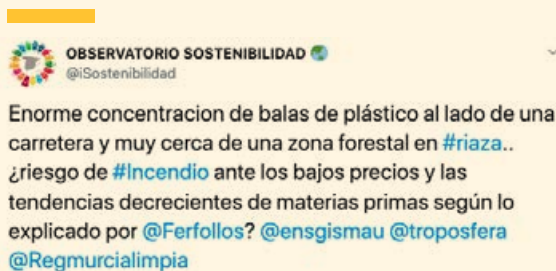 OBSERVATORIO SOSTENIBILIDAD
@iSostenibilidad
Enorme concentracion de balas de plástico al lado de una
carretera y muy cerca de una zona forestal en #riaza..
¿riesgo de #Incendio ante los bajos precios y las
tendencias decrecientes de materias primas según lo
explicado por @Ferfollos? @ensgismau @troposfera
@Regmurcialimpia